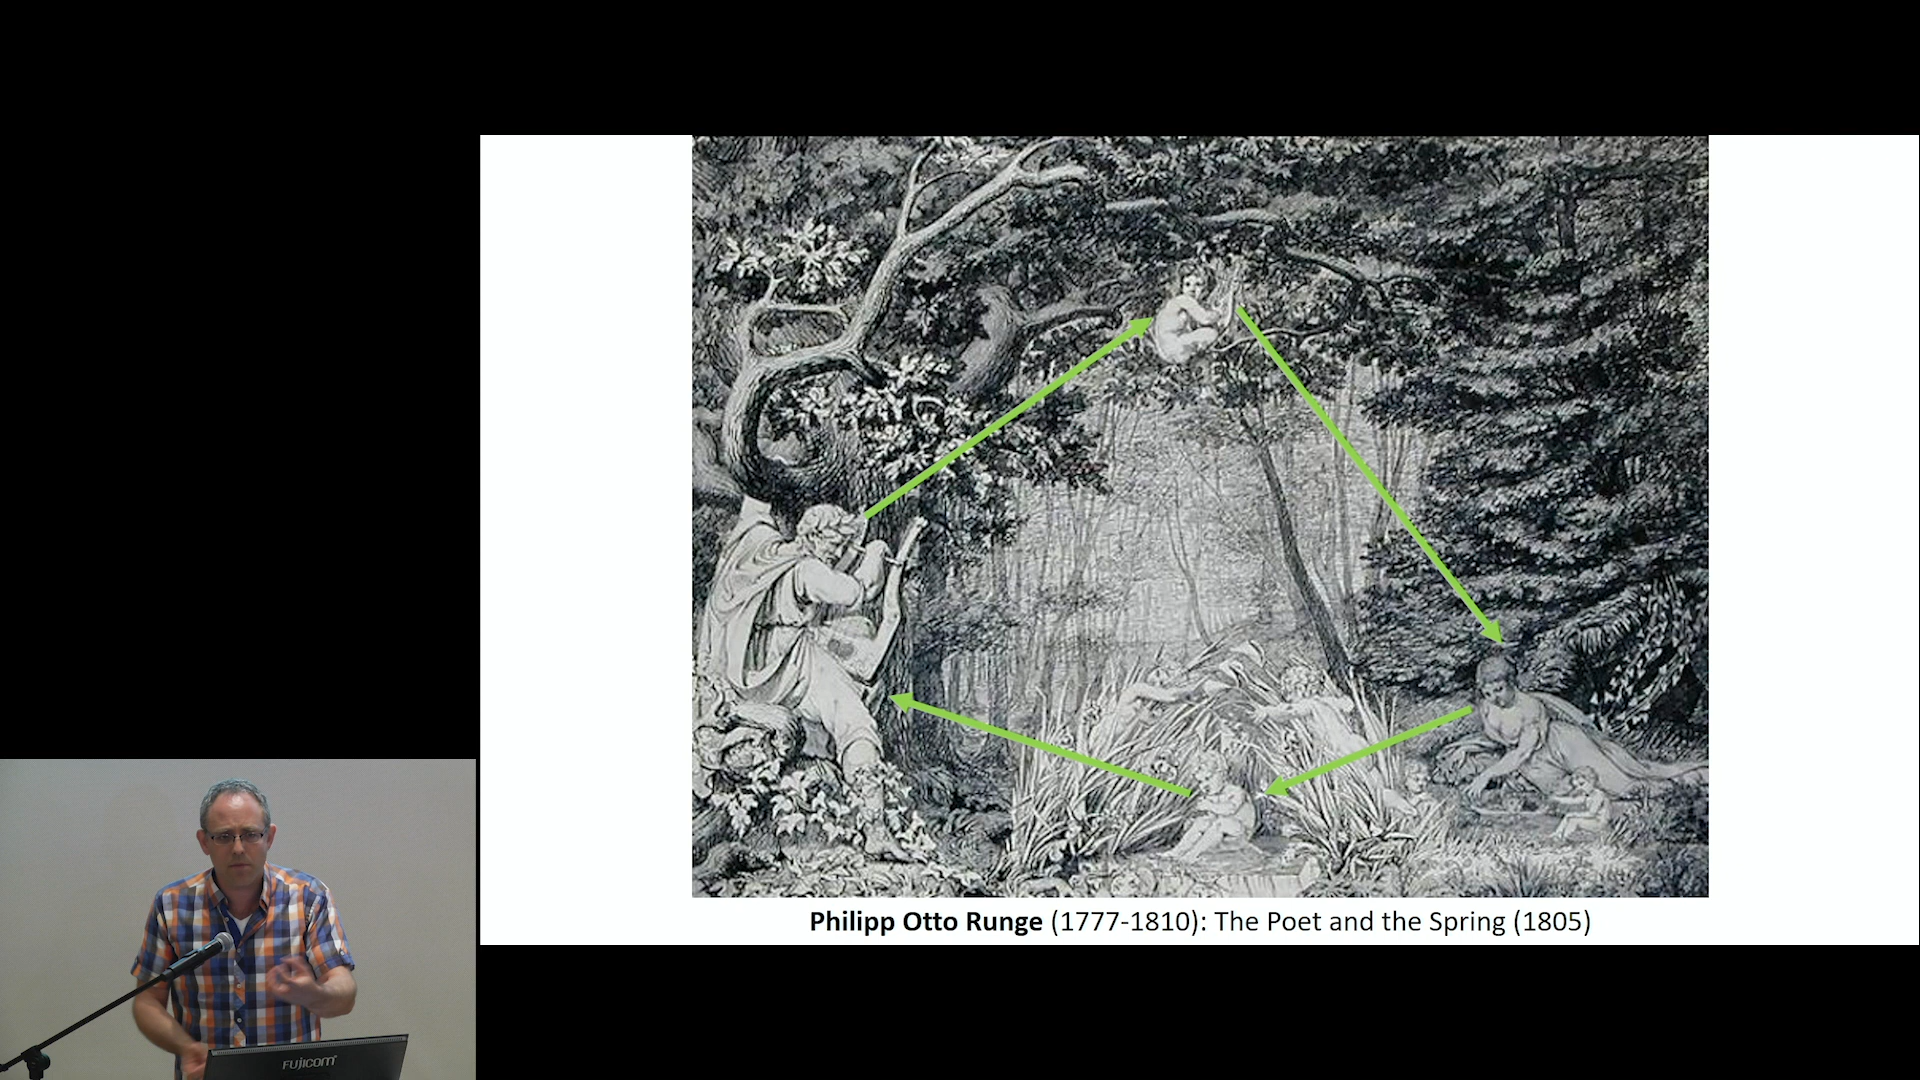 Philipp Otto Runge (1777-1810): The Poet and the Spring (1805)
FUJICOM